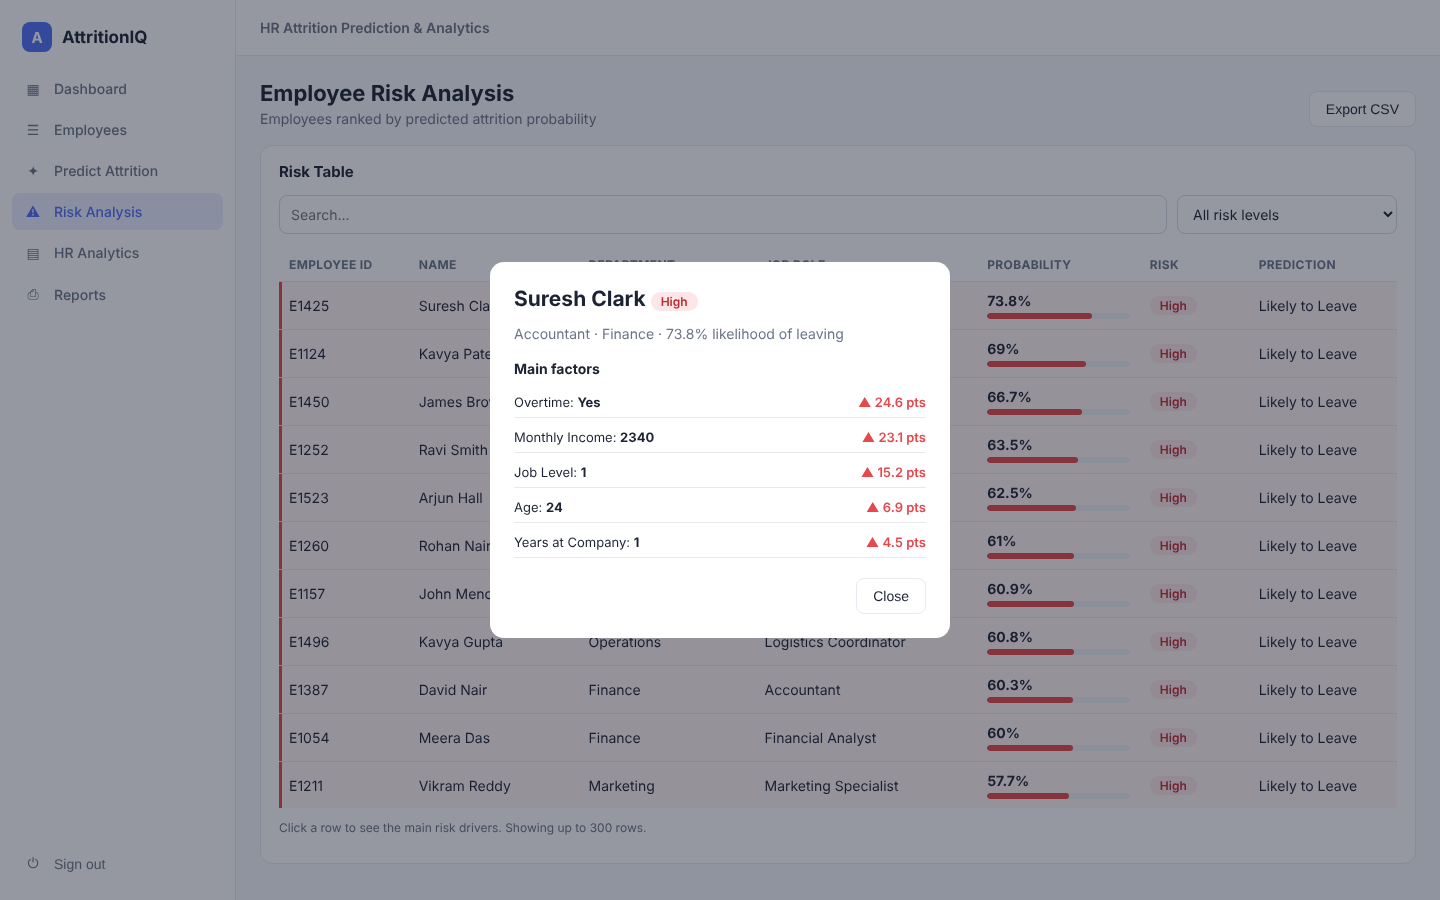 A AttritionIQ
Dashboard
Employees
Predict Attrition
Risk Analysis
HR Analytics
Reports
Sign out
HR Attrition Prediction & Analytics
Employee Risk Analysis
Employees ranked by predicted attrition probability
Export CSV
Risk Table
Search...
All risk levels
EMPLOYEE ID NAME DEPARTMENT JOB ROLE PROBABILITY RISK PREDICTION
E1425 Suresh 73.8% High Likely to Leave
E1124 Kavya 69% High Likely to Leave
E1450 James 66.7% High Likely to Leave
E1252 Ravi Smith 63.5% High Likely to Leave
E1523 Arjun Hall 62.5% High Likely to Leave
E1260 Rohan Nair 61% High Likely to Leave
E1157 John 60.9% High Likely to Leave
E1496 Kavya Gupta Operations Logistics Coordinator 60.8% High Likely to Leave
E1387 David Nair Finance Accountant 60.3% High Likely to Leave
E1054 Meera Das Finance Financial Analyst 60% High Likely to Leave
E1211 Vikram Reddy Marketing Marketing Specialist 57.7% High Likely to Leave
Click a row to see the main risk drivers. Showing up to 300 rows.
Suresh Clark High
Accountant · Finance · 73.8% likelihood of leaving
Main factors
Overtime: Yes ▲ 24.6 pts
Monthly Income: 2340 ▲ 23.1 pts
Job Level: 1 ▲ 15.2 pts
Age: 24 ▲ 6.9 pts
Years at Company: 1 ▲ 4.5 pts
Close